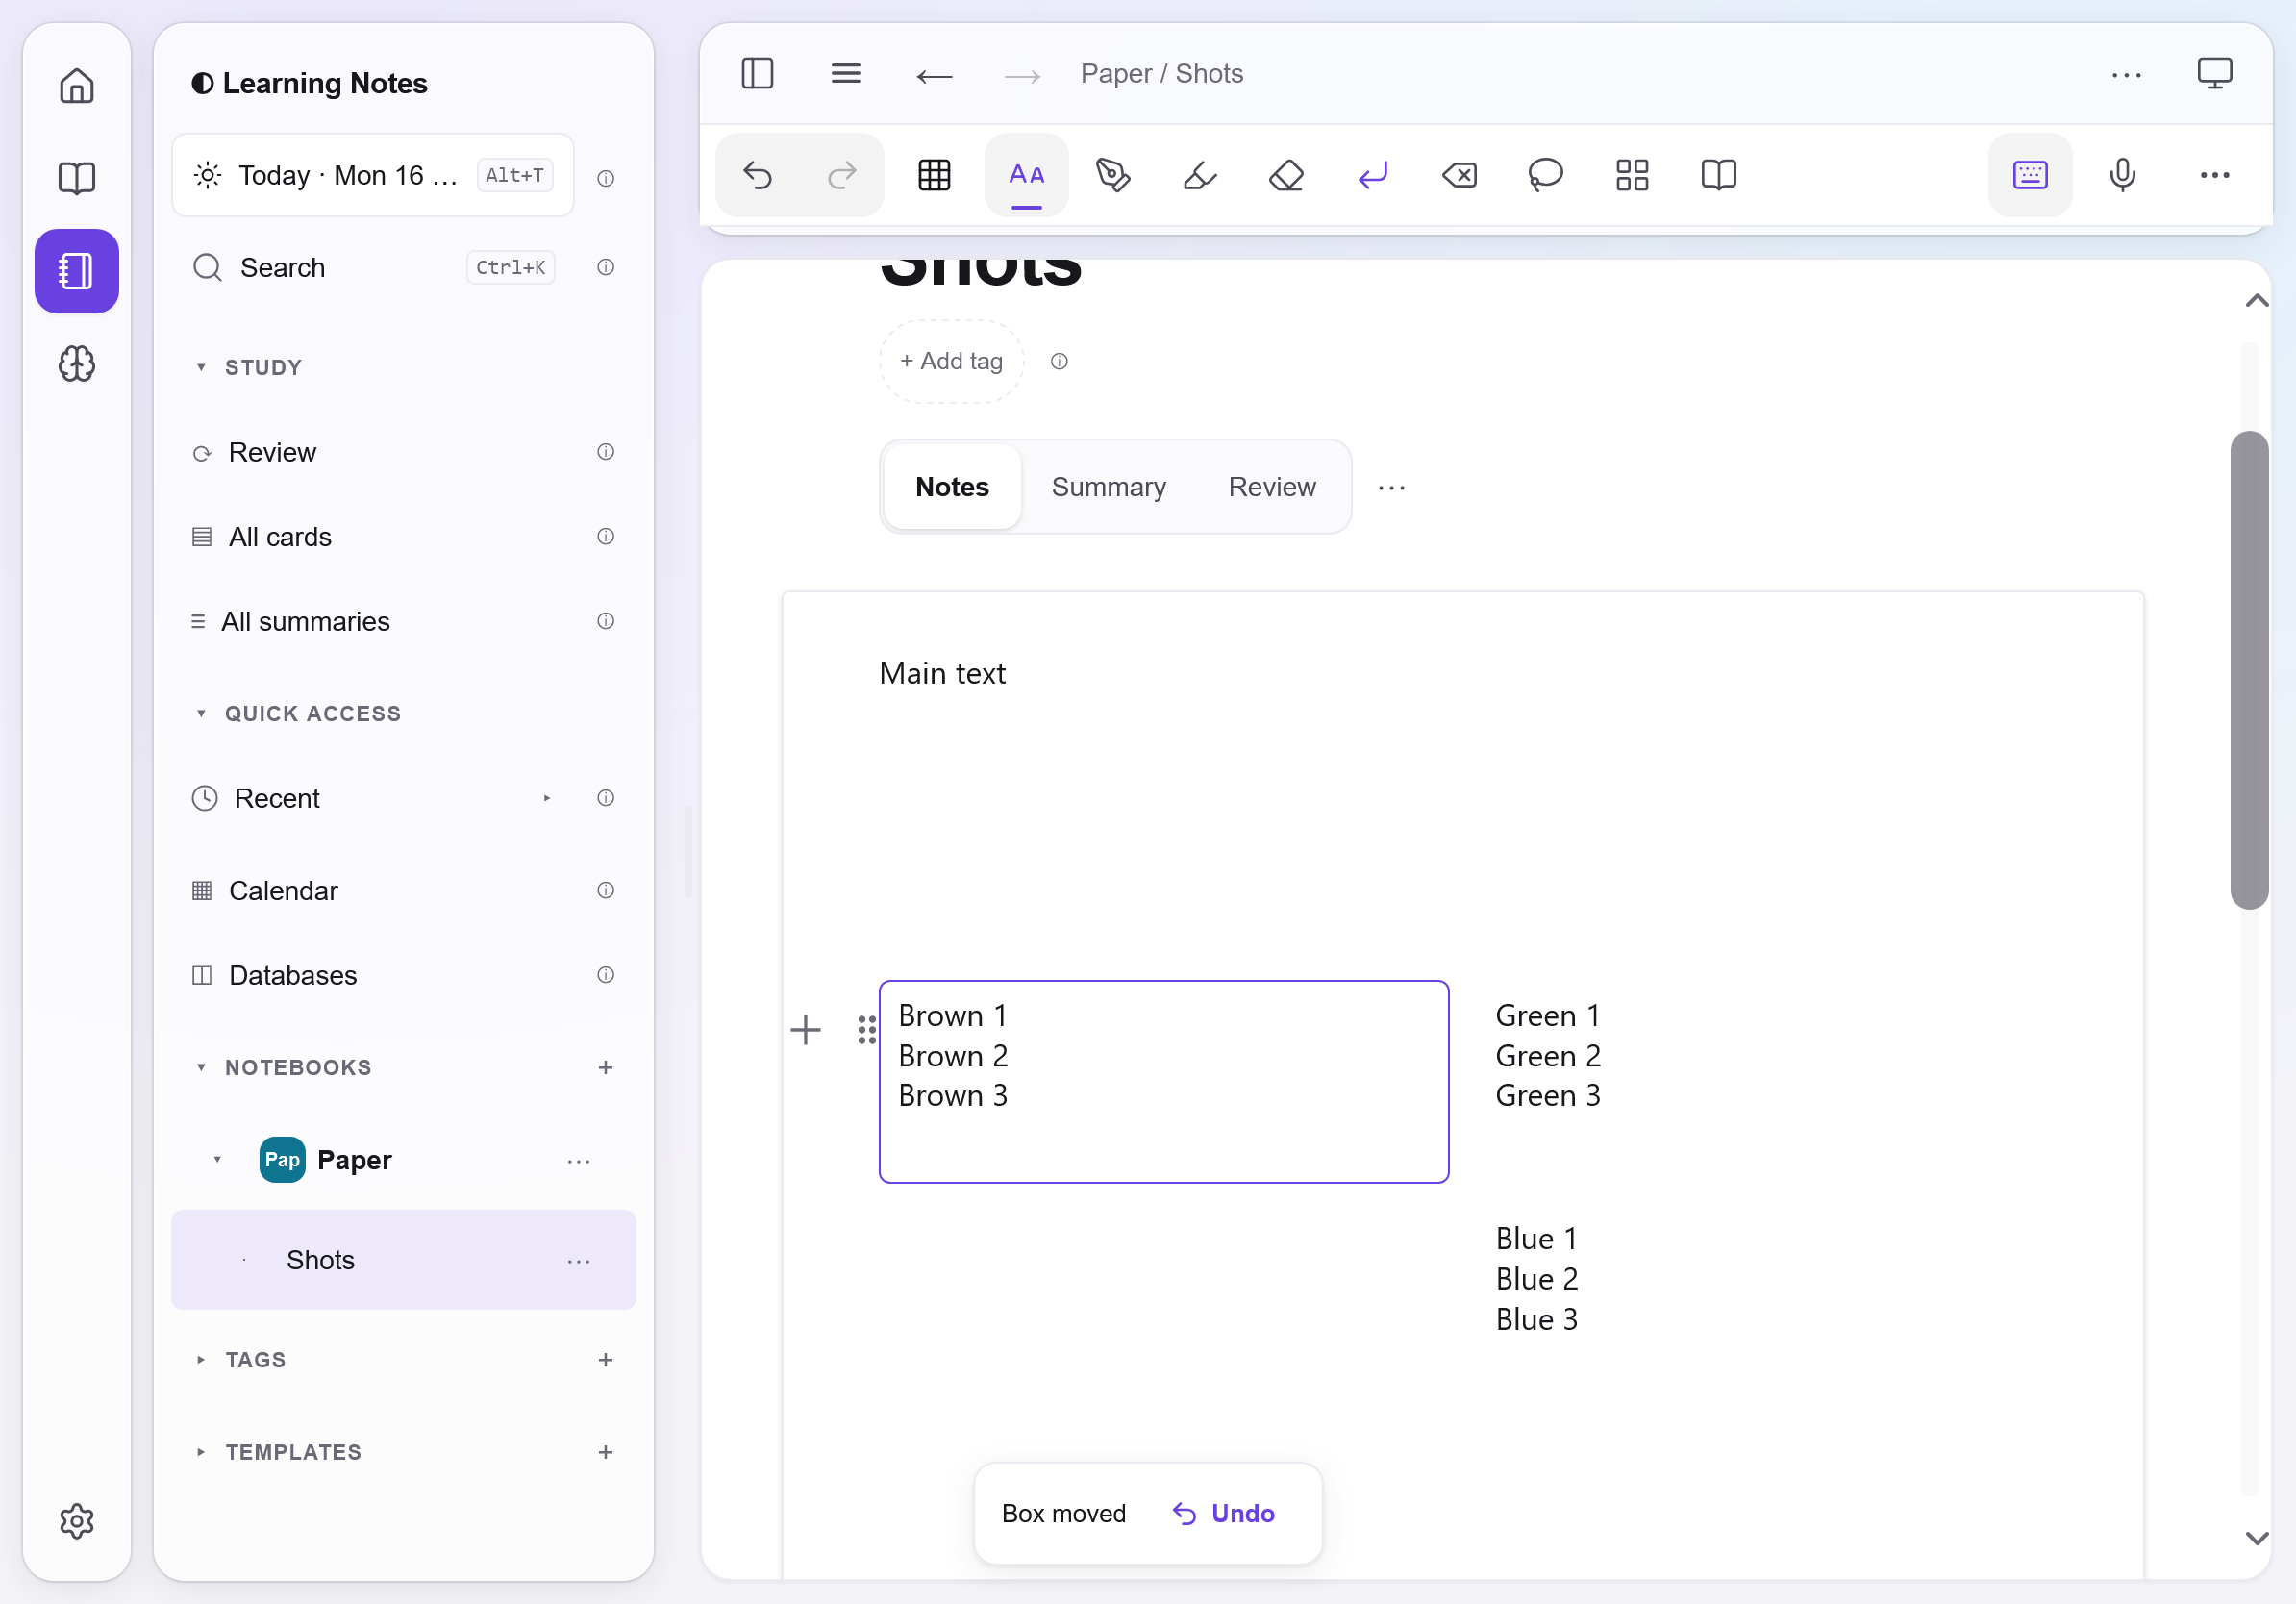 Learning Notes
Today · Mon 16 … Alt+T
Search Ctrl+K
STUDY
Review
All cards
All summaries
QUICK ACCESS
Recent
Calendar
Databases
NOTEBOOKS
Pap Paper
Shots
TAGS
TEMPLATES
Paper / Shots
Shots
+ Add tag
Notes Summary Review
Main text
Brown 1
Brown 2
Brown 3
Green 1
Green 2
Green 3
Blue 1
Blue 2
Blue 3
Box moved Undo